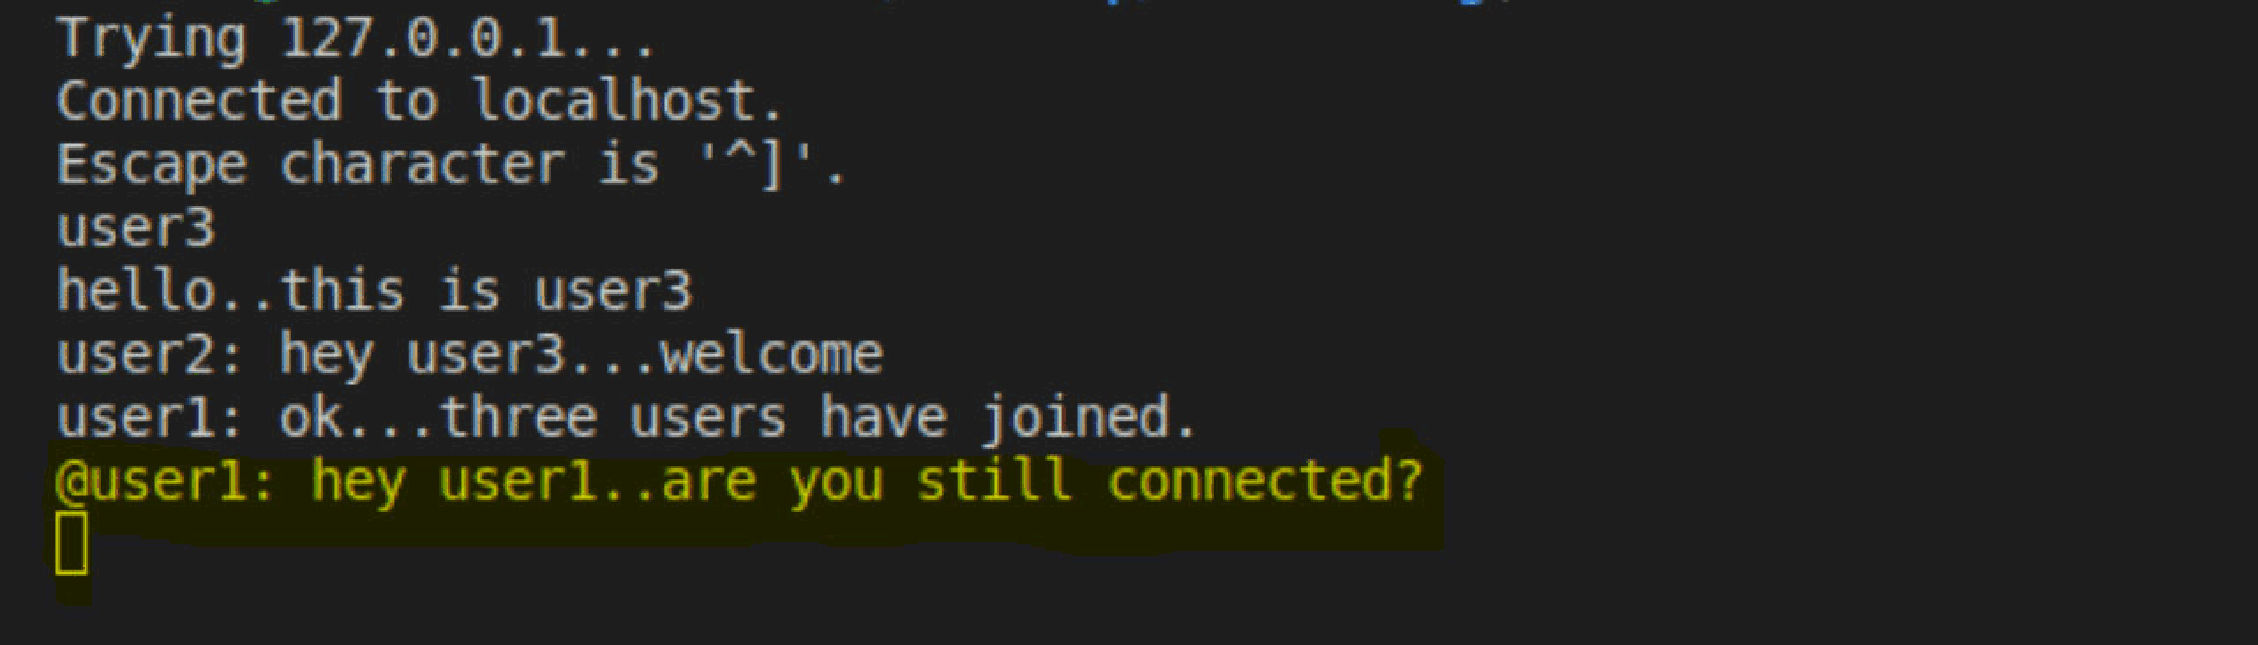 Trying 127.0.0.1...
Connected to localhost.
Escape character is '^]'.
user3
hello..this is user3
user2: hey user3...welcome
user1: ok...three users have joined.
@user1: hey user1..are you still connected?